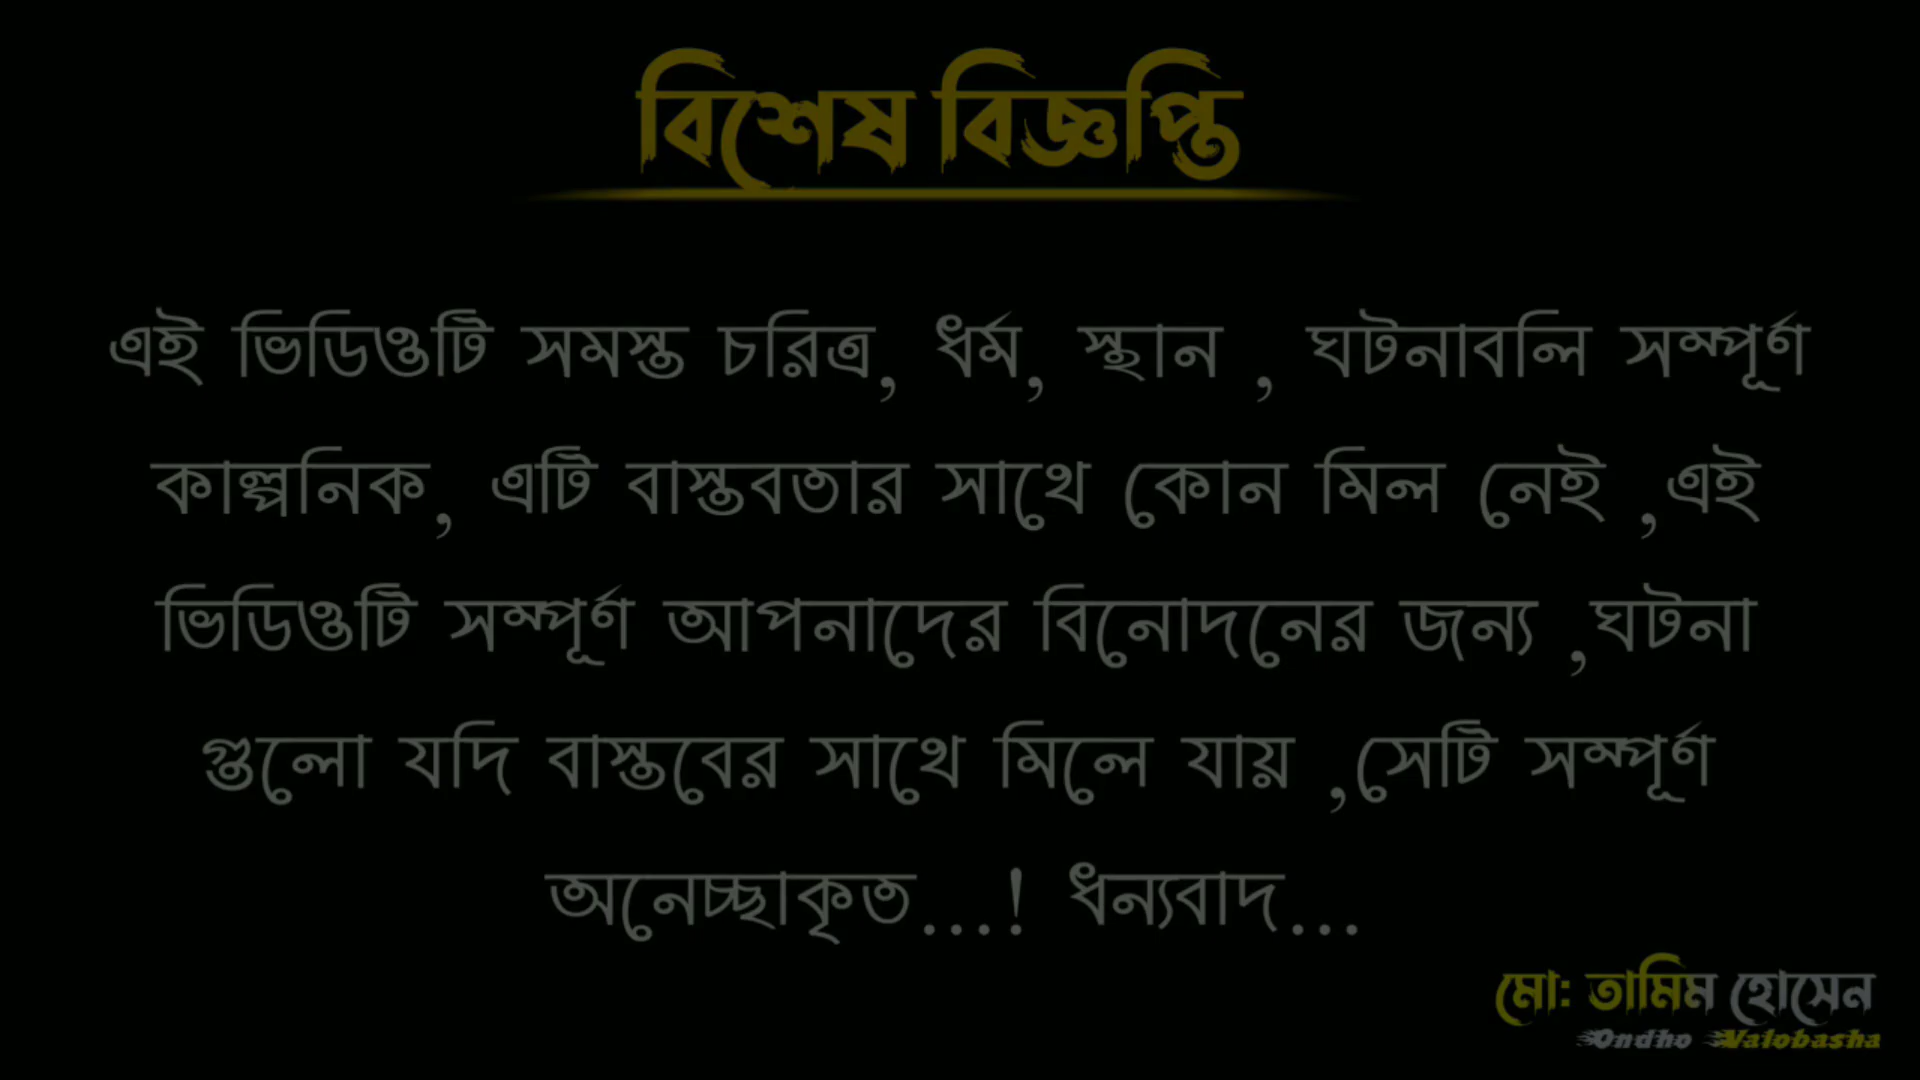 বিশেষ বিজ্ঞপ্তি
এই ভিডিওটি সমস্ত চরিত্র, ধর্ম, স্থান , ঘটনাবলি সম্পূর্ণ
কাল্পনিক, এটি বাস্তবতার সাথে কোন মিল নেই ,এই
ভিডিওটি সম্পূর্ণ আপনাদের বিনোদনের জন্য ,ঘটনা
গুলো যদি বাস্তবের সাথে মিলে যায় ,সেটি সম্পূর্ণ
অনেচ্ছাকৃত...! ধন্যবাদ...
মো: তামিম হোসেন
Ondho Valobasha